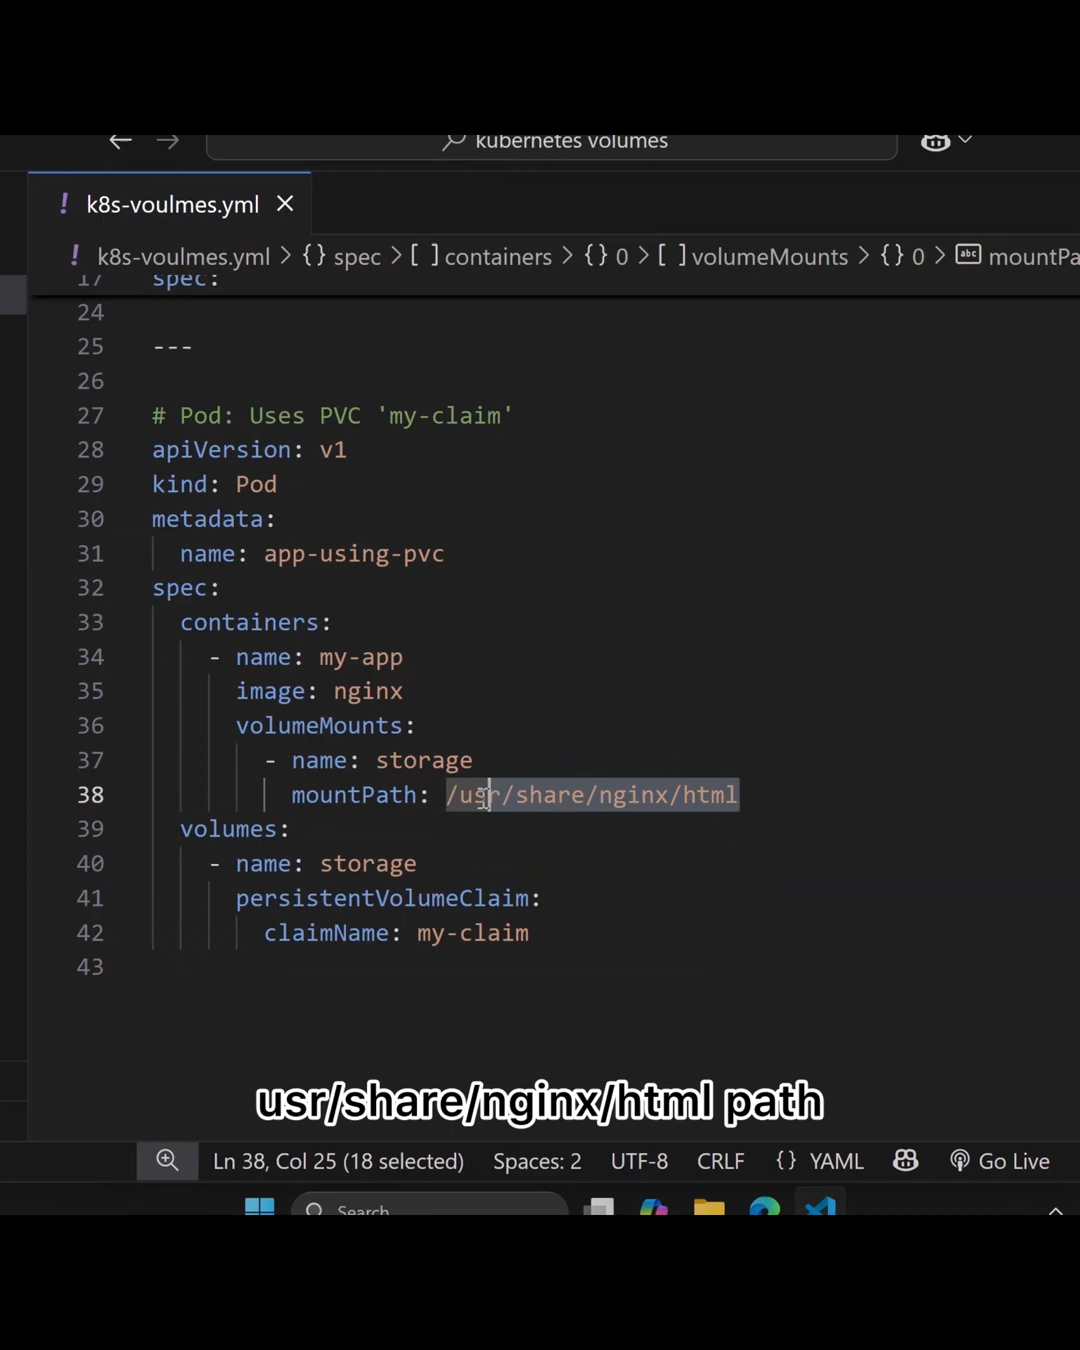 kubernetes volumes
k8s-voulmes.yml
k8s-voulmes.yml > {} spec > [ ] containers > {} 0 > [ ] volumeMounts > {} 0 > abc mountPa
17 spec:
24
25 ---
26
27 # Pod: Uses PVC 'my-claim'
28 apiVersion: v1
29 kind: Pod
30 metadata:
31 name: app-using-pvc
32 spec:
33 containers:
34 - name: my-app
35 image: nginx
36 volumeMounts:
37 - name: storage
38 mountPath: /usr/share/nginx/html
39 volumes:
40 - name: storage
41 persistentVolumeClaim:
42 claimName: my-claim
43
usr/share/nginx/html path
Ln 38, Col 25 (18 selected) Spaces: 2 UTF-8 CRLF {} YAML Go Live
Search